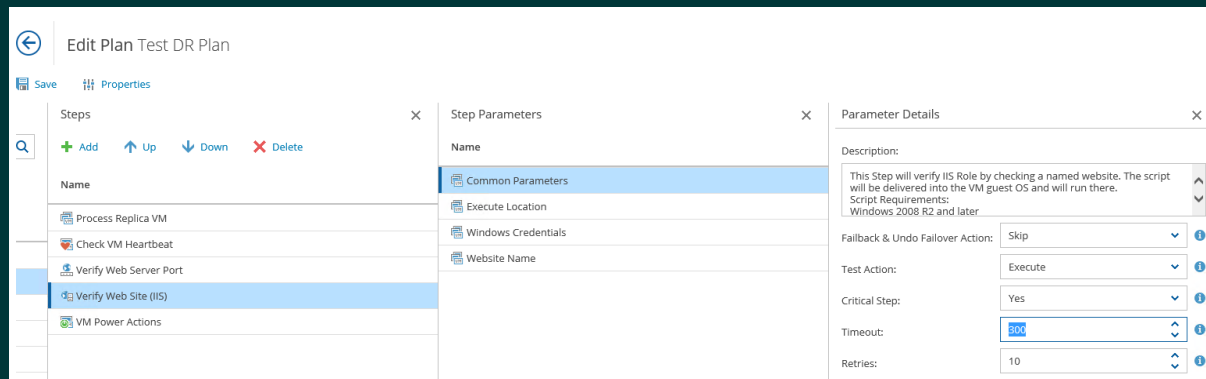 Edit Plan Test DR Plan
Save Properties
Steps
Add Up Down Delete
Name
Process Replica VM
Check VM Heartbeat
Verify Web Server Port
Verify Web Site (IIS)
VM Power Actions
Step Parameters
Name
Common Parameters
Execute Location
Windows Credentials
Website Name
Parameter Details
Description:
This Step will verify IIS Role by checking a named website. The script
will be delivered into the VM guest OS and will run there.
Script Requirements:
Windows 2008 R2 and later
Failback & Undo Failover Action: Skip
Test Action: Execute
Critical Step: Yes
Timeout: 300
Retries: 10